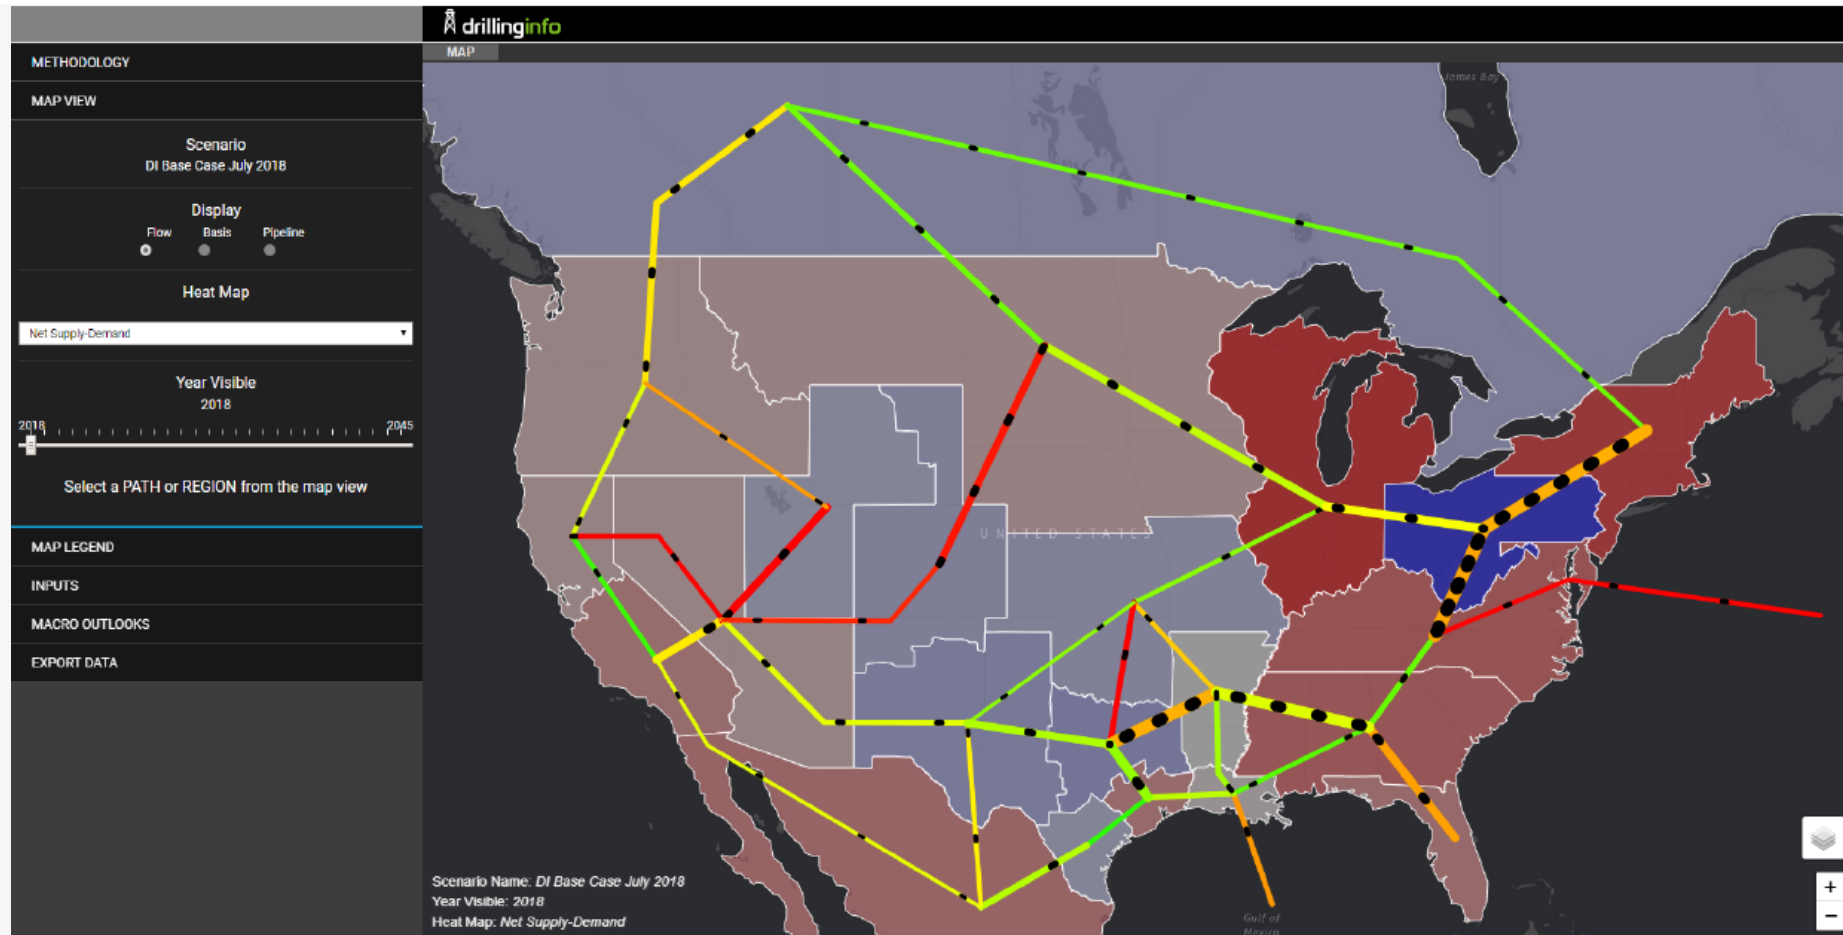 drillinginfo
MAP
METHODOLOGY
MAP VIEW
Scenario
DI Base Case July 2018
Display
Flow Basis Pipeline
Heat Map
Net Supply-Demand
Year Visible
2018
2018 2045
Select a PATH or REGION from the map view
MAP LEGEND
INPUTS
MACRO OUTLOOKS
EXPORT DATA
James Bay
UNITED STATES
Scenario Name: DI Base Case July 2018
Year Visible: 2018
Heat Map: Net Supply-Demand
Gulf of
Mexico
+
−